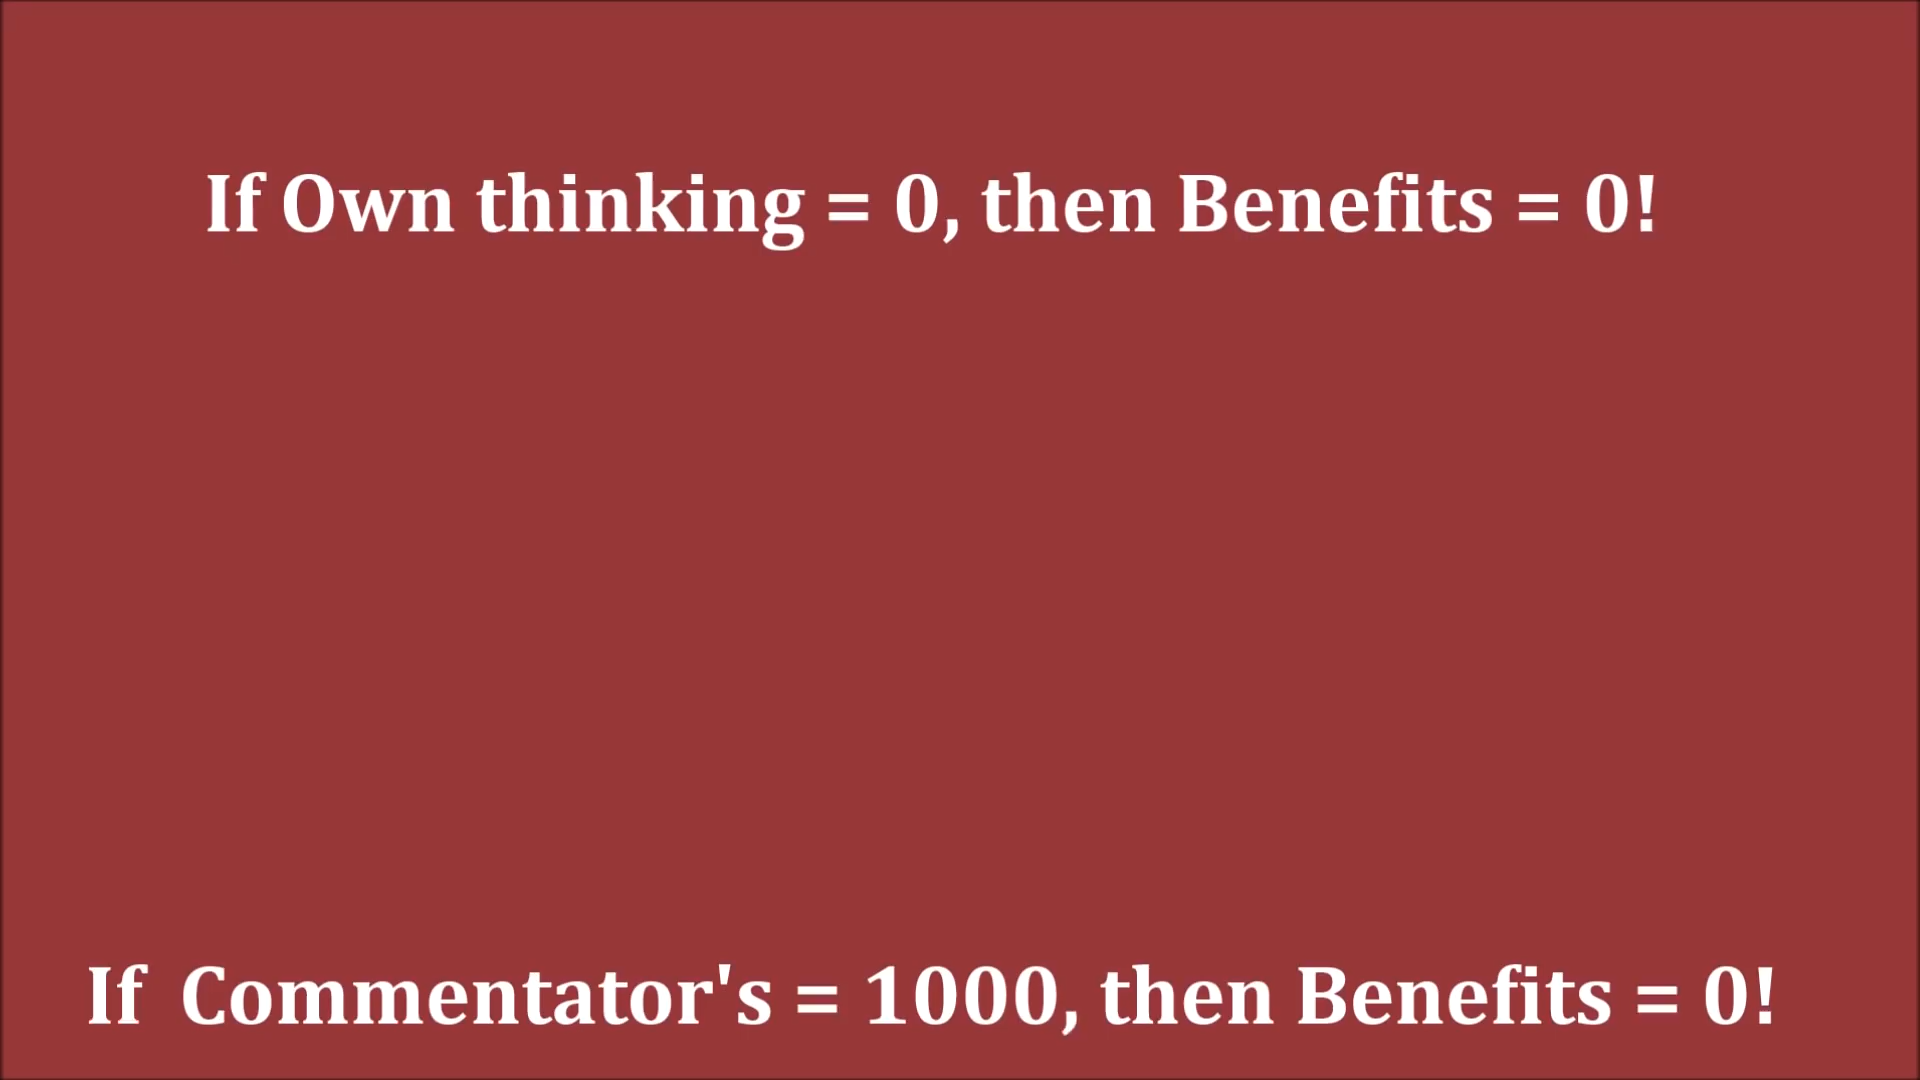 If Own thinking = 0, then Benefits = 0!
If  Commentator's = 1000, then Benefits = 0!